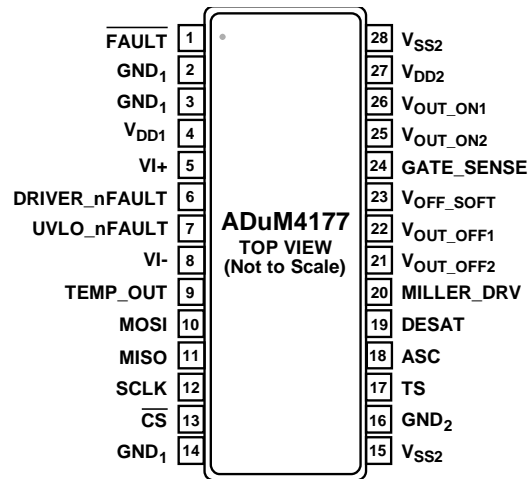 FAULT 1
GND1 2
GND1 3
VDD1 4
VI+ 5
DRIVER_nFAULT 6
UVLO_nFAULT 7
VI- 8
TEMP_OUT 9
MOSI 10
MISO 11
SCLK 12
CS 13
GND1 14
ADuM4177
TOP VIEW
(Not to Scale)
28 VSS2
27 VDD2
26 VOUT_ON1
25 VOUT_ON2
24 GATE_SENSE
23 VOFF_SOFT
22 VOUT_OFF1
21 VOUT_OFF2
20 MILLER_DRV
19 DESAT
18 ASC
17 TS
16 GND2
15 VSS2